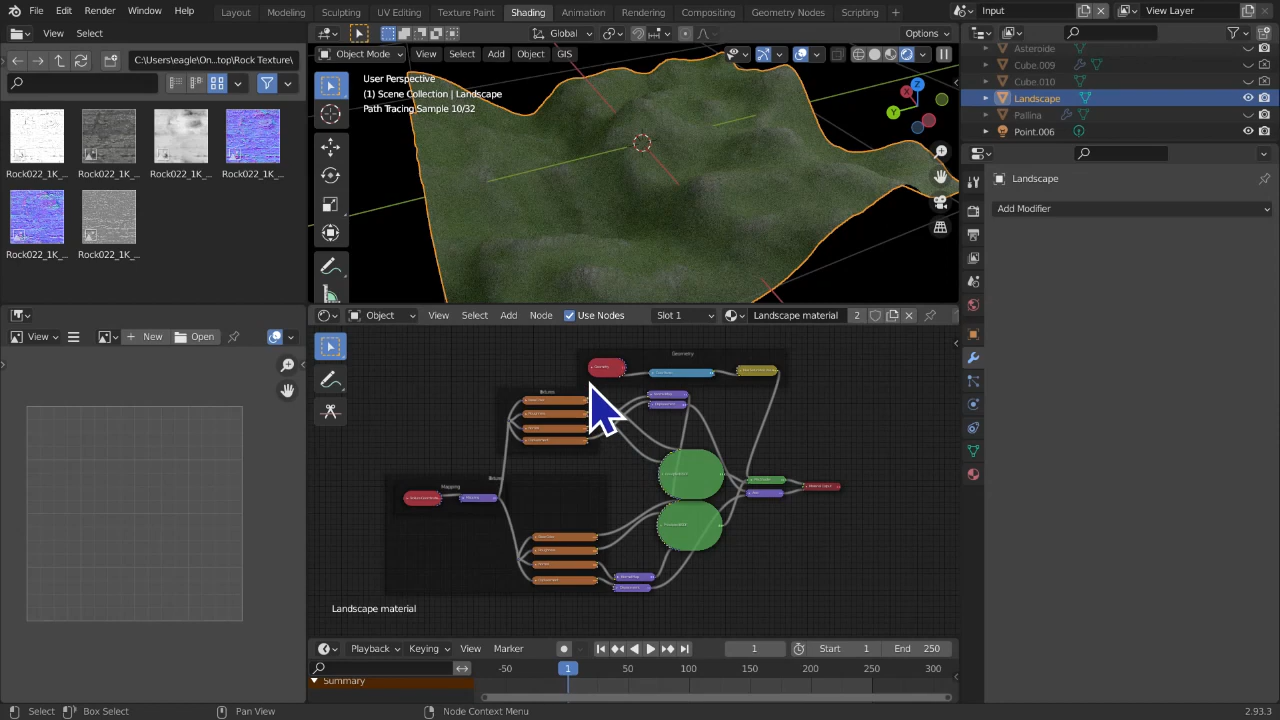 File Edit Render Window Help
Layout Modeling Sculpting UV Editing Texture Paint Shading Animation Rendering Compositing Geometry Nodes Scripting
Input
View Layer
View Select
Global
Options
C:\Users\eagle\On...top\Rock Texture\
Object Mode View Select Add Object GIS
User Perspective
(1) Scene Collection | Landscape
Path Tracing Sample 10/32
Z
X
Y
Asteroide
Cube.009
Cube.010
Landscape
Pallina
Point.006
Rock022_1K_... Rock022_1K_... Rock022_1K_... Rock022_1K_...
Rock022_1K_... Rock022_1K_...
Landscape
Add Modifier
Object View Select Add Node Use Nodes Slot 1 Landscape material 2
View New Open
Geometry
Geometry
Mapping
Mapping
Landscape material
Playback Keying View Marker 1 Start 1 End 250
-50 1 50 100 150 200 250 300
Summary
Select Box Select Pan View Node Context Menu 2.93.3